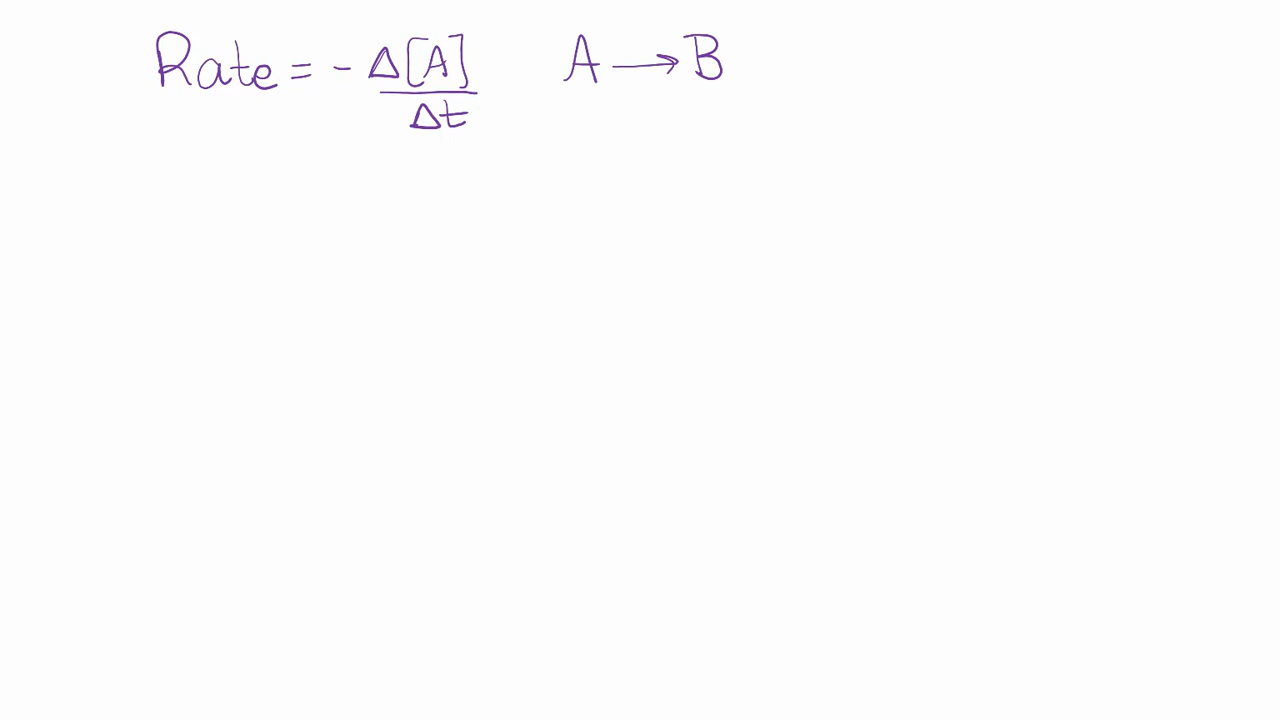 Rate = - Δ[A] A → B
Δt